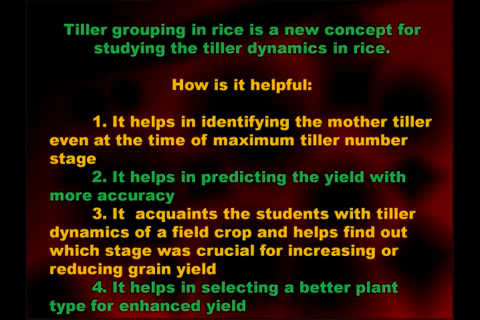 Tiller grouping in rice is a new concept for
studying the tiller dynamics in rice.
How is it helpful:
1. It helps in identifying the mother tiller
even at the time of maximum tiller number
stage
2. It helps in predicting the yield with
more accuracy
3. It acquaints the students with tiller
dynamics of a field crop and helps find out
which stage was crucial for increasing or
reducing grain yield
4. It helps in selecting a better plant
type for enhanced yield